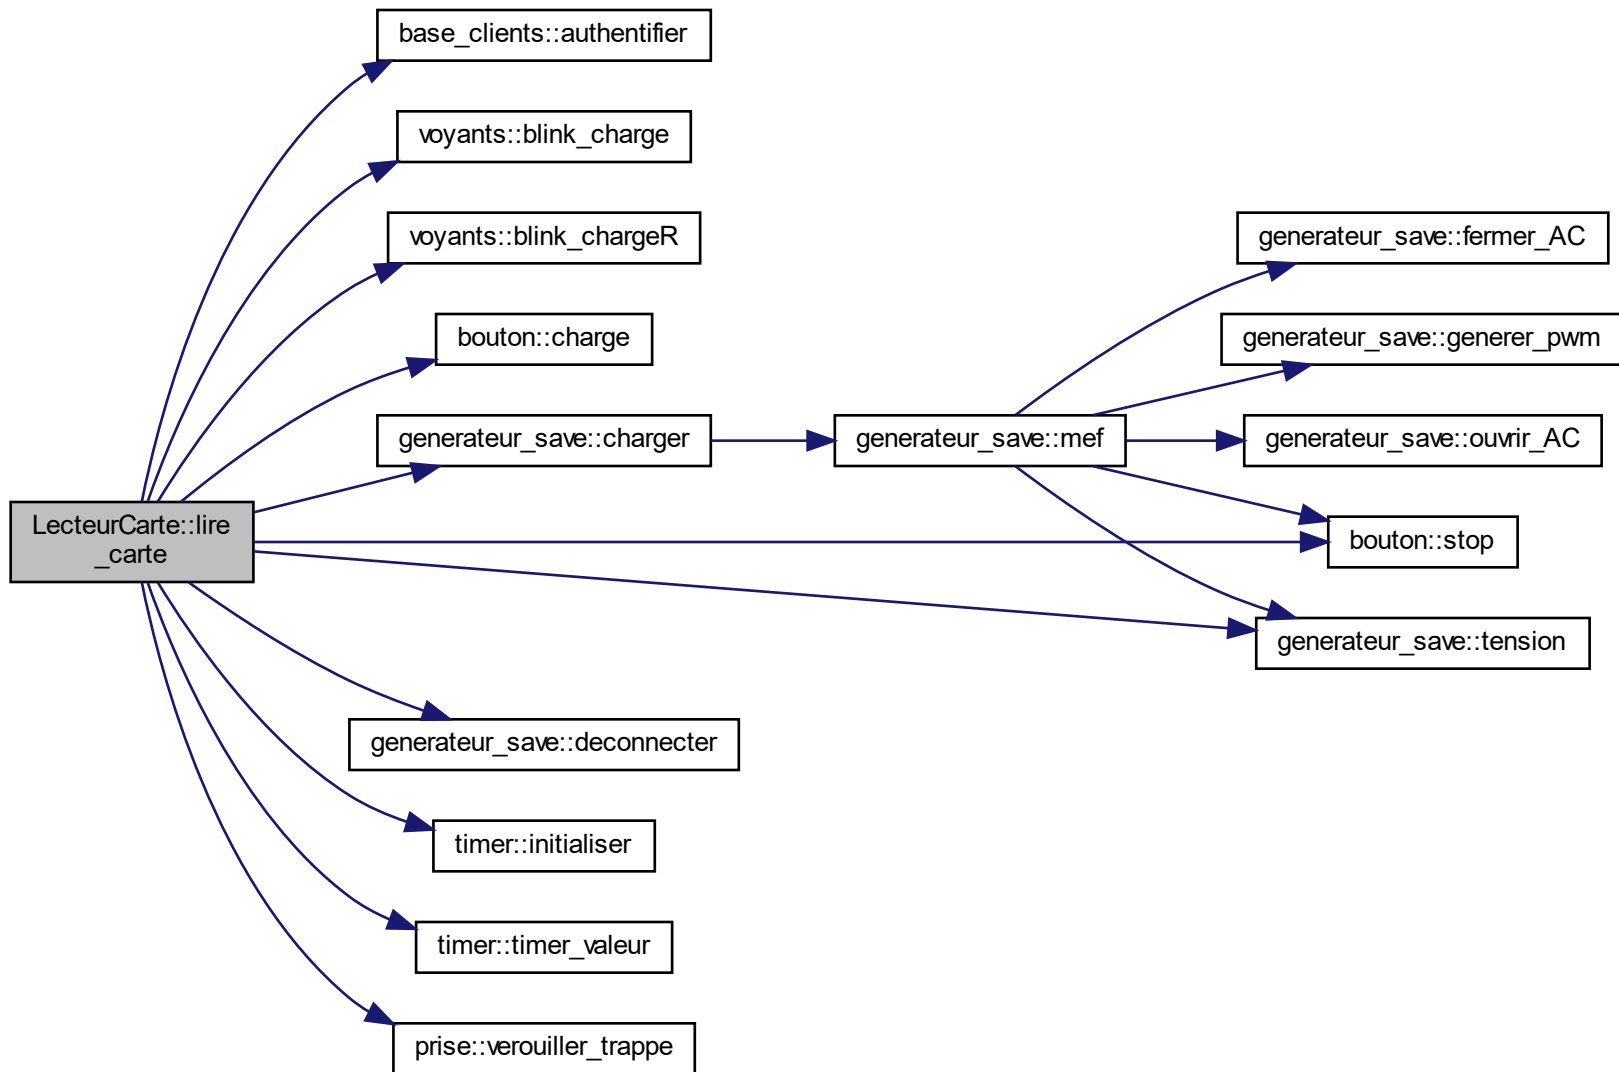 base_clients::authentifier
voyants::blink_charge
voyants::blink_chargeR
generateur_save::fermer_AC
bouton::charge
generateur_save::generer_pwm
generateur_save::charger
generateur_save::mef
generateur_save::ouvrir_AC
LecteurCarte::lire
_carte
bouton::stop
generateur_save::tension
generateur_save::deconnecter
timer::initialiser
timer::timer_valeur
prise::verouiller_trappe